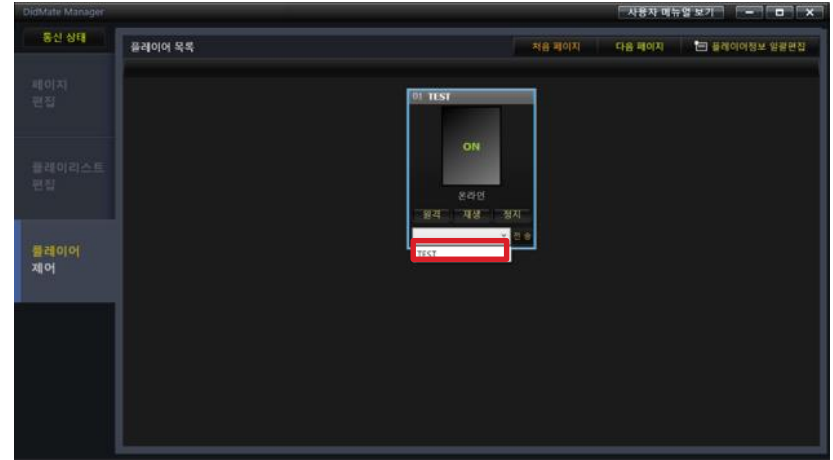 DidMate Manager
사용자 메뉴얼 보기
통신 상태
플레이어 목록
처음 페이지
다음 페이지
플레이어정보 일괄편집
페이지
편집
플레이리스트
편집
플레이어
제어
01 TEST
ON
온라인
원격 재생 정지
전송
TEST